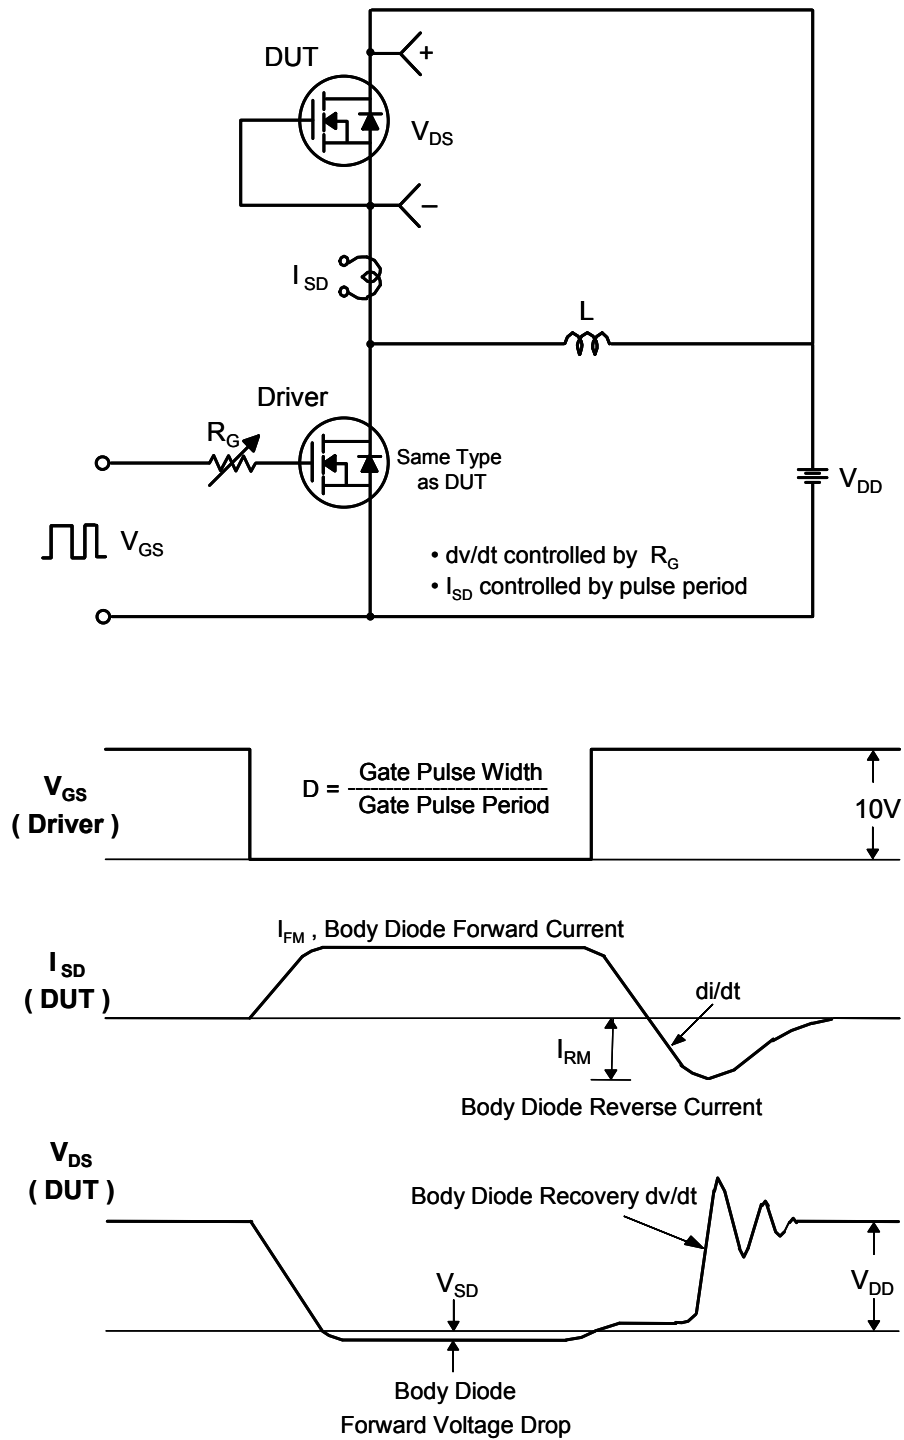 DUT
+
V_DS
−
I_SD
L
Driver
R_G
Same Type
as DUT
V_DD
V_GS
• dv/dt controlled by R_G
• I_SD controlled by pulse period
V_GS
( Driver )
D =
Gate Pulse Width
--------------------------
Gate Pulse Period
10V
I_FM , Body Diode Forward Current
I_SD
( DUT )
di/dt
I_RM
Body Diode Reverse Current
V_DS
( DUT )
Body Diode Recovery dv/dt
V_SD
V_DD
Body Diode
Forward Voltage Drop